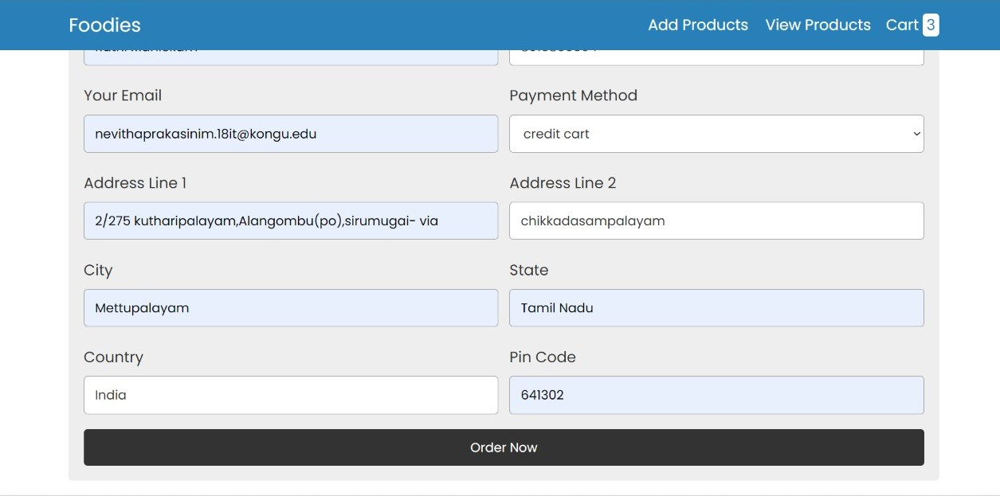 Foodies
Add Products
View Products
Cart 3
Your Email
Payment Method
nevithaprakasinim.18it@kongu.edu
credit cart
Address Line 1
Address Line 2
2/275 kutharipalayam,Alangombu(po),sirumugai- via
chikkadasampalayam
City
State
Mettupalayam
Tamil Nadu
Country
Pin Code
India
641302
Order Now